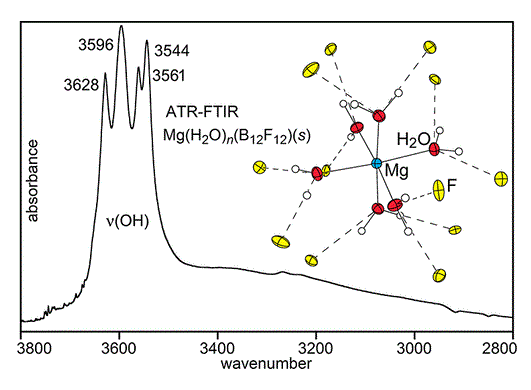 3596
3544
3628
3561
ATR-FTIR
Mg(H₂O)ₙ(B₁₂F₁₂)(s)
H₂O
Mg
F
ν(OH)
absorbance
3800 3600 3400 3200 3000 2800
wavenumber